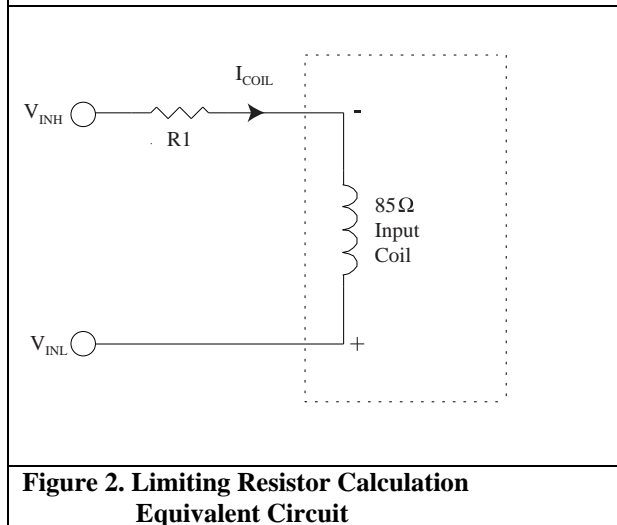 I_COIL
V_INH
-
R1
85Ω
Input
Coil
V_INL
+
Figure 2. Limiting Resistor Calculation
Equivalent Circuit